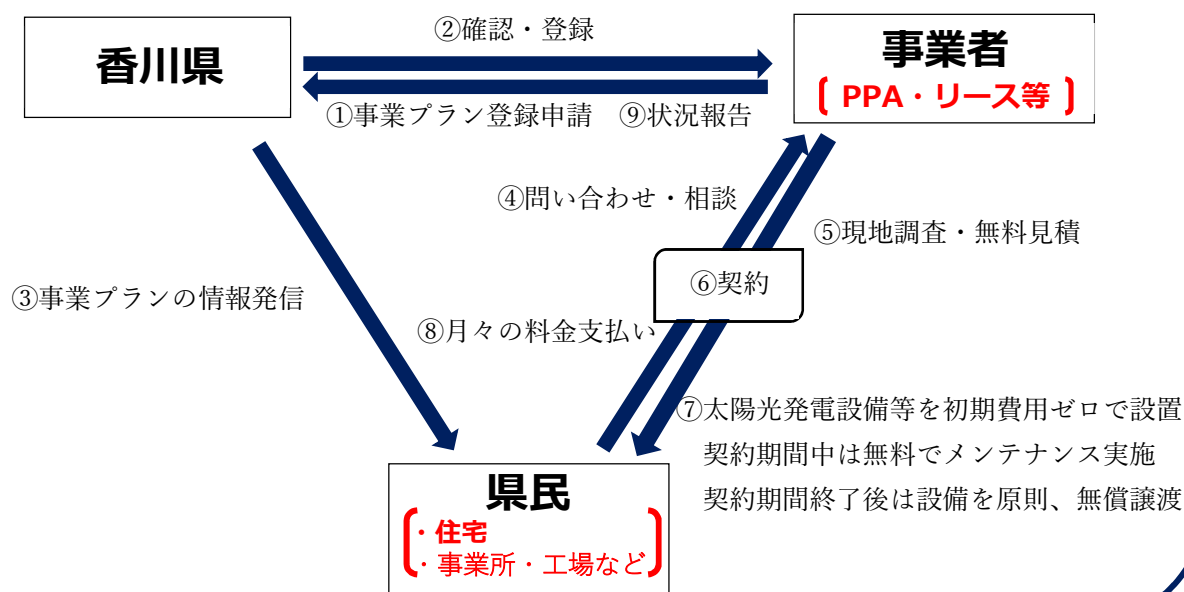 ②確認・登録
香川県
事業者
PPA・リース等
①事業プラン登録申請 ⑨状況報告
④問い合わせ・相談
⑤現地調査・無料見積
⑥契約
③事業プランの情報発信
⑧月々の料金支払い
⑦太陽光発電設備等を初期費用ゼロで設置
契約期間中は無料でメンテナンス実施
契約期間終了後は設備を原則、無償譲渡
県民
・住宅
・事業所・工場など